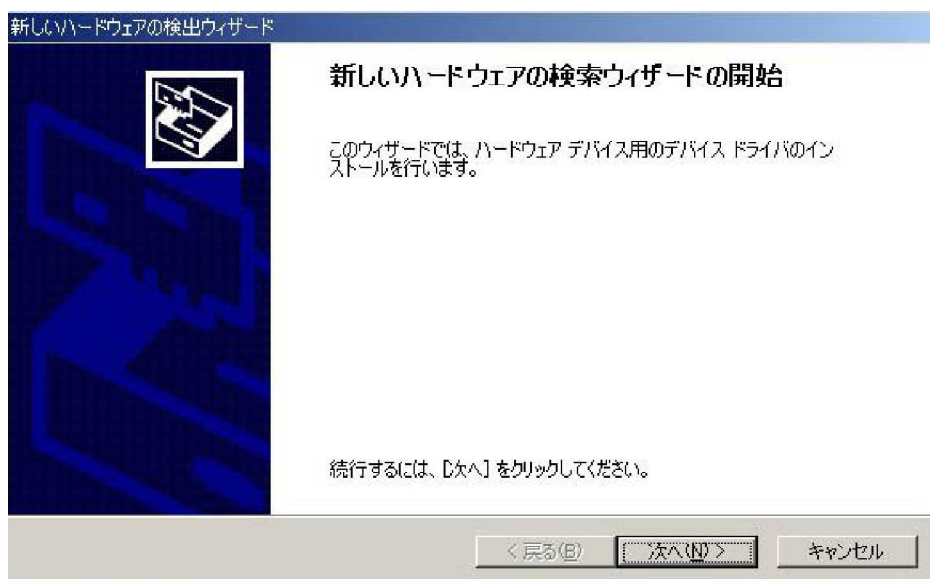 新しいハードウェアの検出ウィザード
新しいハードウェアの検索ウィザードの開始
このウィザードでは、ハードウェア デバイス用のデバイス ドライバのイン
ストールを行います。
続行するには、[次へ] をクリックしてください。
< 戻る(B)
次へ(N) >
キャンセル